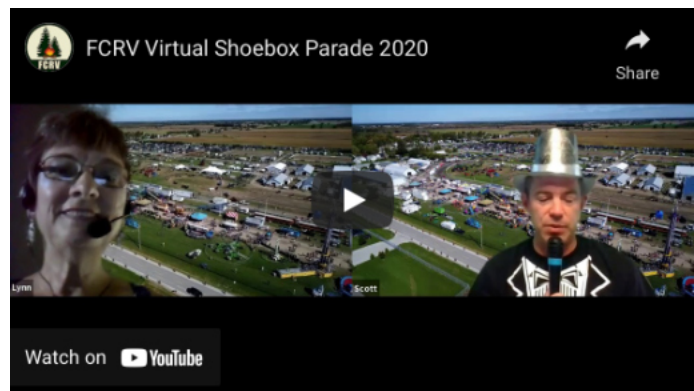 FCRV
FCRV Virtual Shoebox Parade 2020
Share
Lynn
Scott
Watch on YouTube